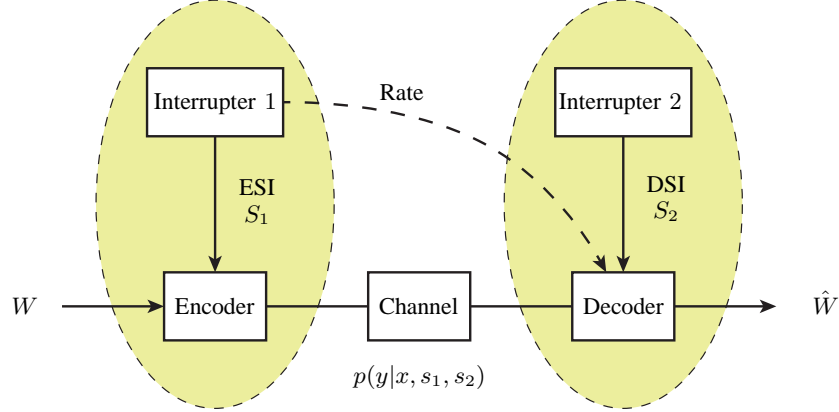 Interrupter 1
Rate
Interrupter 2
ESI
S₁
DSI
S₂
W
Encoder
Channel
Decoder
Ŵ
p(y|x, s₁, s₂)